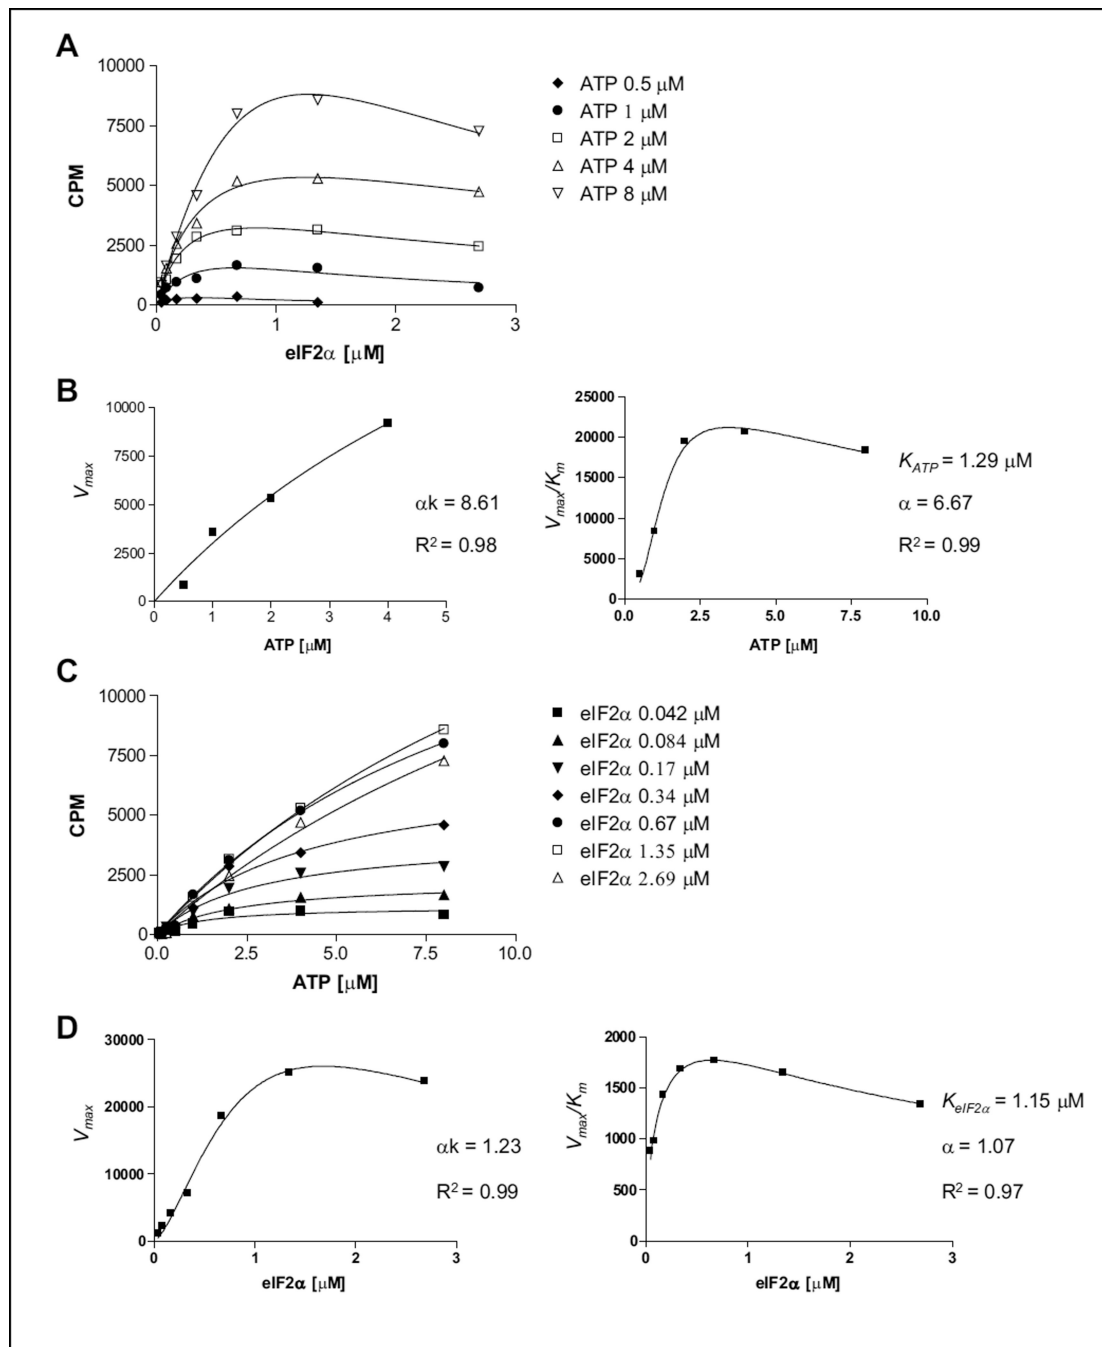 A
10000
7500
5000
2500
0
CPM
0 1 2 3
eIF2α [μM]
ATP 0.5 μM
ATP 1 μM
ATP 2 μM
ATP 4 μM
ATP 8 μM
B
10000
7500
5000
2500
0
Vmax
0 1 2 3 4 5
ATP [μM]
αk = 8.61
R² = 0.98
25000
20000
15000
10000
5000
0
Vmax/Km
0.0 2.5 5.0 7.5 10.0
ATP [μM]
KATP = 1.29 μM
α = 6.67
R² = 0.99
C
10000
7500
5000
2500
0
CPM
0.0 2.5 5.0 7.5 10.0
ATP [μM]
eIF2α 0.042 μM
eIF2α 0.084 μM
eIF2α 0.17 μM
eIF2α 0.34 μM
eIF2α 0.67 μM
eIF2α 1.35 μM
eIF2α 2.69 μM
D
30000
20000
10000
0
Vmax
0 1 2 3
eIF2α [μM]
αk = 1.23
R² = 0.99
2000
1500
1000
500
0
Vmax/Km
0 1 2 3
eIF2α [μM]
KeIF2α = 1.15 μM
α = 1.07
R² = 0.97